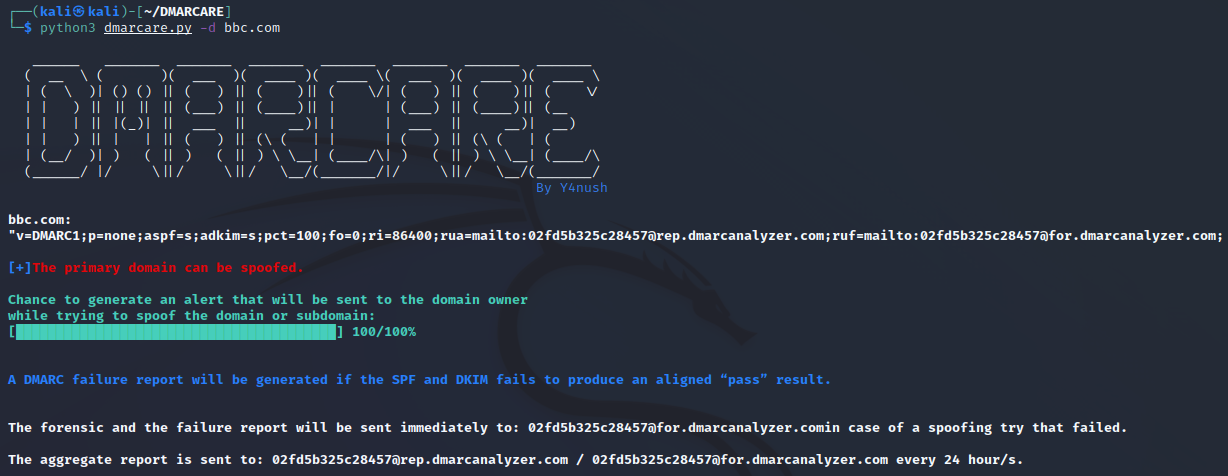 (kali㉿kali)-[~/DMARCARE]
$ python3 dmarcare.py -d bbc.com
DMARCARE
By Y4nush
bbc.com:
"v=DMARC1;p=none;aspf=s;adkim=s;pct=100;fo=0;ri=86400;rua=mailto:02fd5b325c28457@rep.dmarcanalyzer.com;ruf=mailto:02fd5b325c28457@for.dmarcanalyzer.com;
[+]The primary domain can be spoofed.
Chance to generate an alert that will be sent to the domain owner
while trying to spoof the domain or subdomain:
[████████████████████████████████████████] 100/100%
A DMARC failure report will be generated if the SPF and DKIM fails to produce an aligned “pass” result.
The forensic and the failure report will be sent immediately to: 02fd5b325c28457@for.dmarcanalyzer.comin case of a spoofing try that failed.
The aggregate report is sent to: 02fd5b325c28457@rep.dmarcanalyzer.com / 02fd5b325c28457@for.dmarcanalyzer.com every 24 hour/s.